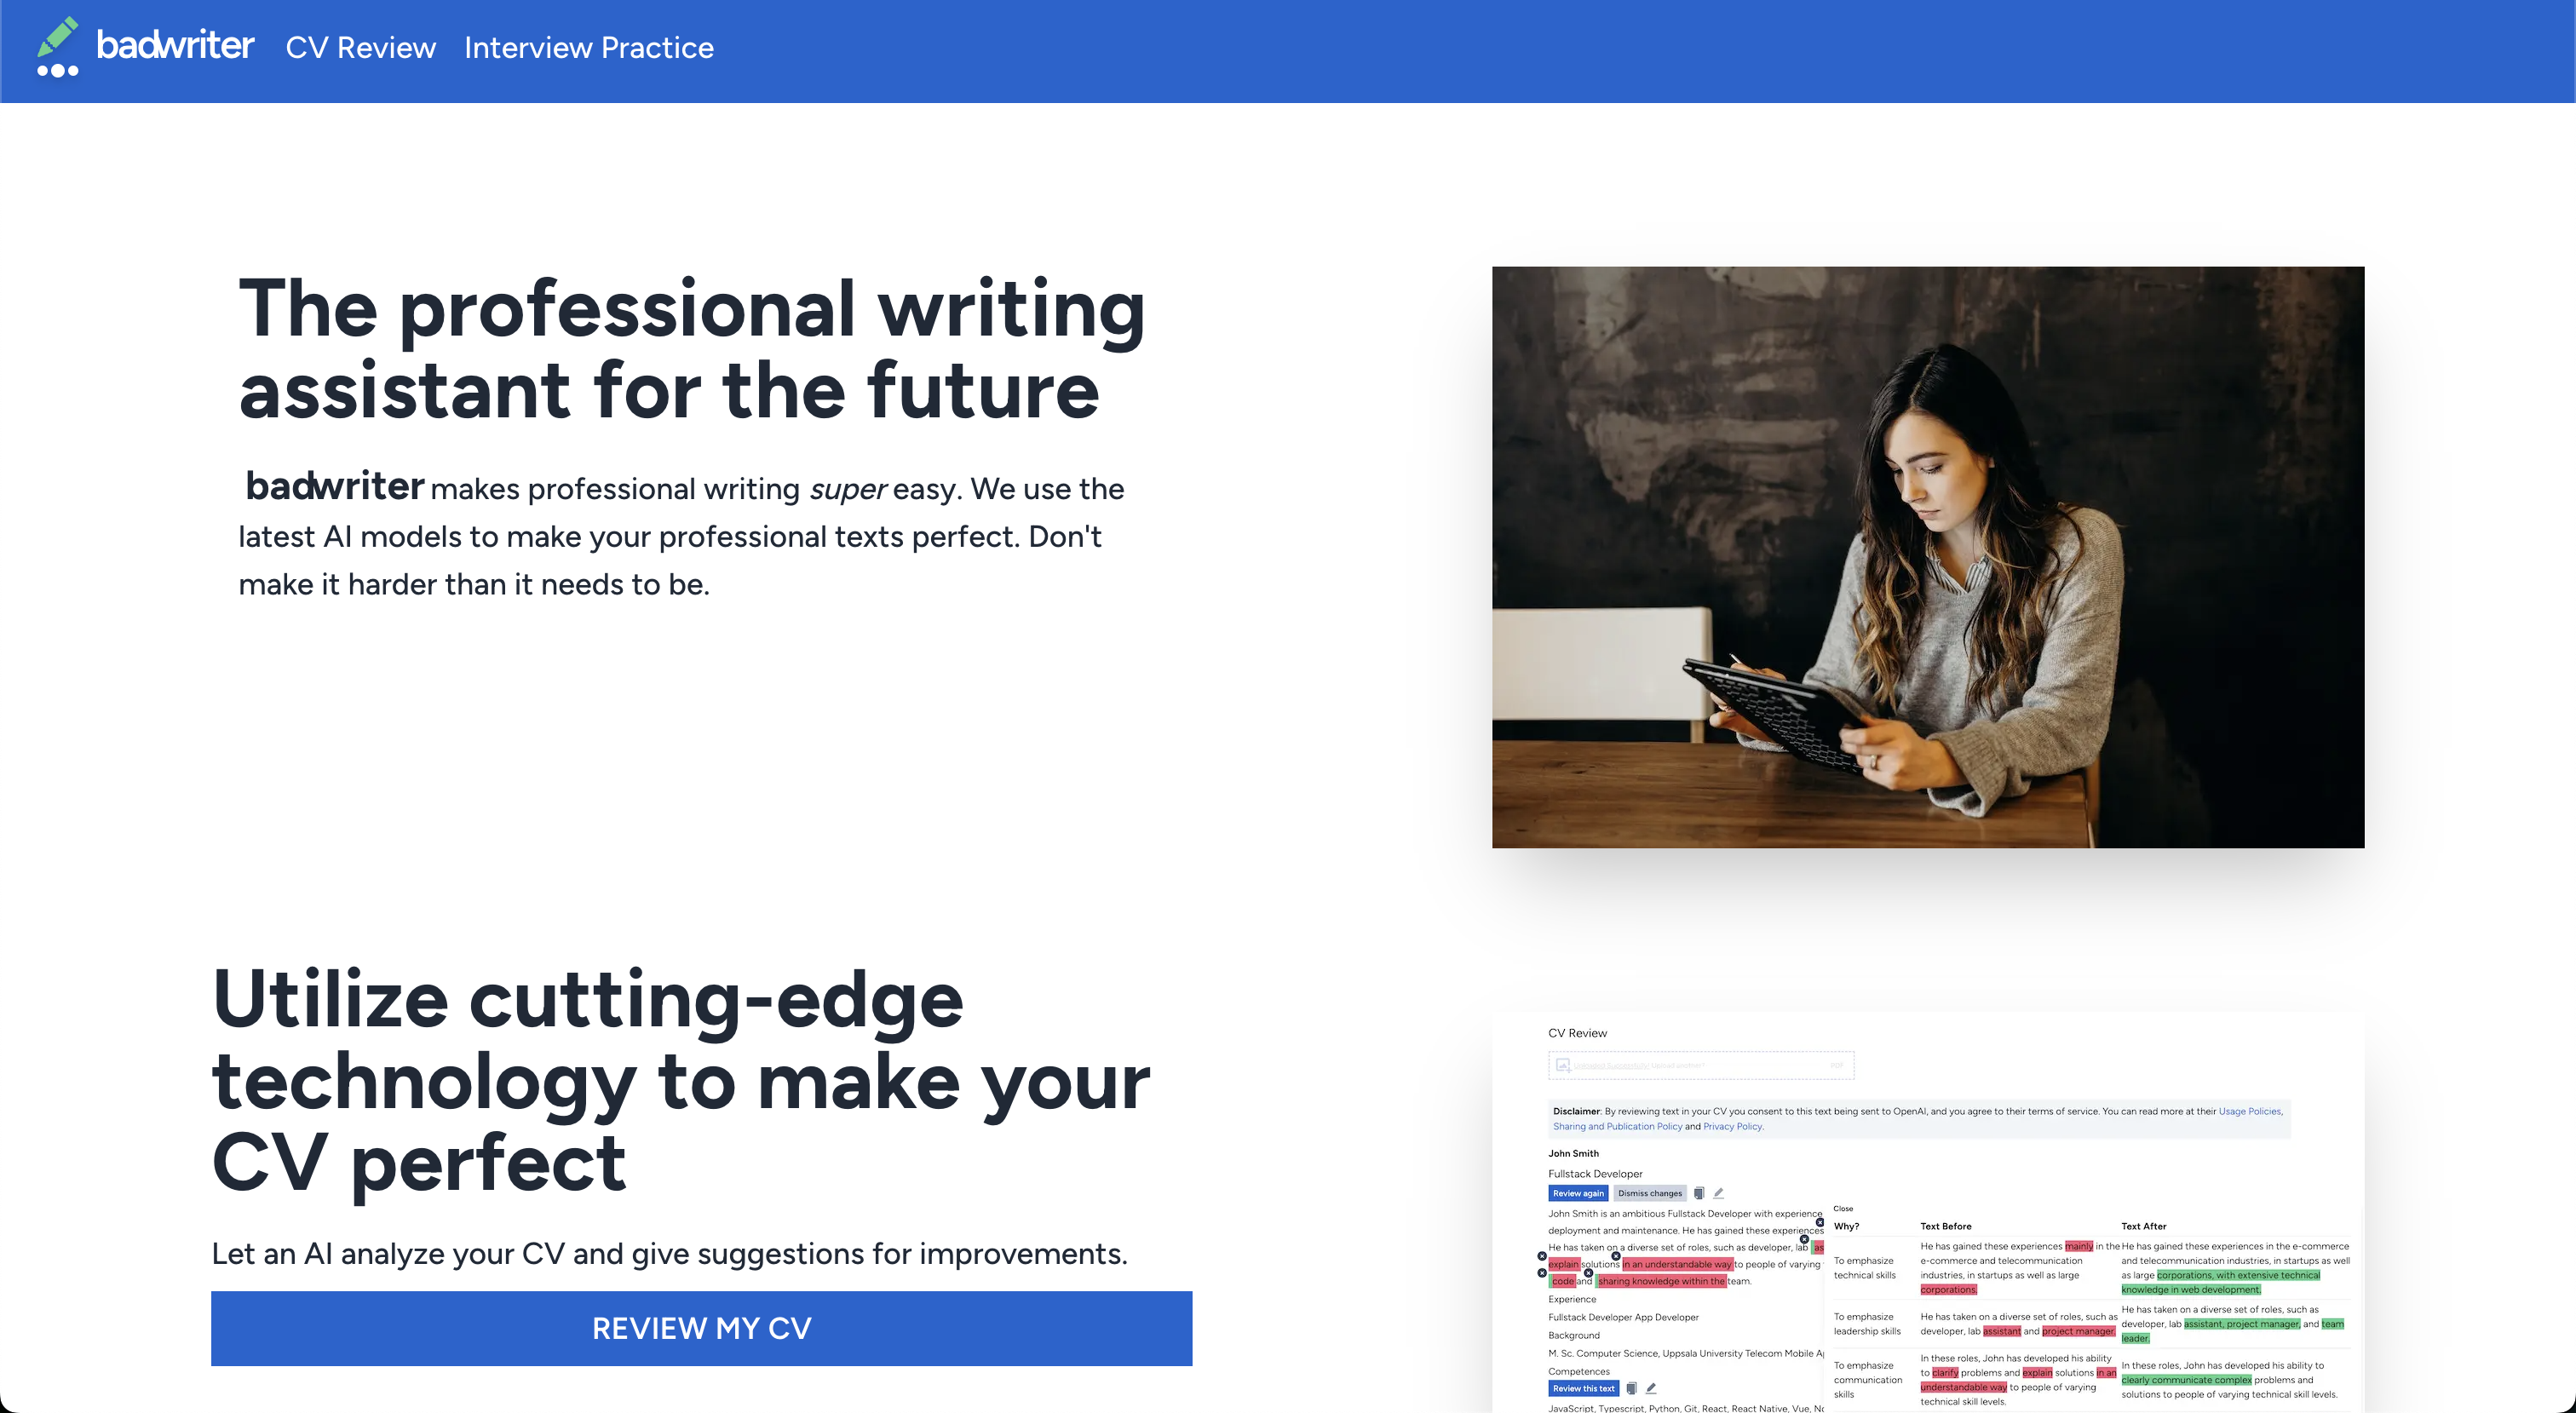 badwriter CV Review Interview Practice
The professional writing
assistant for the future
badwriter makes professional writing super easy. We use the
latest AI models to make your professional texts perfect. Don't
make it harder than it needs to be.
Utilize cutting-edge
technology to make your
CV perfect
Let an AI analyze your CV and give suggestions for improvements.
REVIEW MY CV
CV Review
Uploaded Successfully! Upload another? PDF
Disclaimer: By reviewing text in your CV you consent to this text being sent to OpenAI, and you agree to their terms of service. You can read more at their Usage Policies,
Sharing and Publication Policy and Privacy Policy.
John Smith
Fullstack Developer
Review again Dismiss changes
John Smith is an ambitious Fullstack Developer with experience
deployment and maintenance. He has gained these experiences
He has taken on a diverse set of roles, such as developer, lab as
explain solutions in an understandable way to people of varying
code and sharing knowledge within the team.
Experience
Fullstack Developer App Developer
Background
M. Sc. Computer Science, Uppsala University Telecom Mobile Ap
Competences
Review this text
JavaScript, Typescript, Python, Git, React, React Native, Vue, No
Close
Why? Text Before Text After
To emphasize
technical skills
He has gained these experiences mainly in the
e-commerce and telecommunication
industries, in startups as well as large
corporations.
He has gained these experiences in the e-commerce
and telecommunication industries, in startups as well
as large corporations, with extensive technical
knowledge in web development.
To emphasize
leadership skills
He has taken on a diverse set of roles, such as
developer, lab assistant and project manager.
He has taken on a diverse set of roles, such as
developer, lab assistant, project manager, and team
leader.
To emphasize
communication
skills
In these roles, John has developed his ability
to clarify problems and explain solutions in an
understandable way to people of varying
technical skill levels.
In these roles, John has developed his ability to
clearly communicate complex problems and
solutions to people of varying technical skill levels.